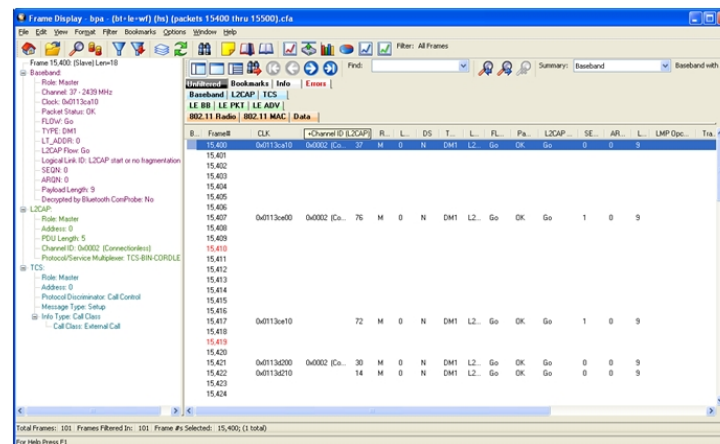 Frame Display - bpa - (bt-le-wf) (hs) (packets 15400 thru 15500).cfa
File Edit View Format Filter Bookmarks Options Window Help
Filter: All Frames
Frame 15,400: (Slave) Len=18
Baseband:
Role: Master
Channel: 37 - 2439 MHz
Clock: 0x0113ca10
Packet Status: OK
FLOW: Go
TYPE: DM1
LT_ADDR: 0
L2CAP Flow: Go
Logical Link ID: L2CAP start or no fragmentation
SEQN: 0
ARQN: 0
Payload Length: 9
Decrypted by Bluetooth ComProbe: No
L2CAP:
Role: Master
Address: 0
PDU Length: 5
Channel ID: 0x0002 (Connectionless)
Protocol/Service Multiplexer: TCS-BIN-CORDLE
TCS:
Role: Master
Address: 0
Protocol Discriminator: Call Control
Message Type: Setup
Info Type: Call Class
Call Class: External Call
Find:
Summary: Baseband
Baseband with
Unfiltered Bookmarks Info Errors
Baseband L2CAP TCS
LE BB LE PKT LE ADV
802.11 Radio 802.11 MAC Data
B... Frame# CLK +Channel ID (L2CAP) R... L... DS T... L... FL... Pa... L2CAP... SE... AR... L... LMP Opc... Tra
15,400 0x0113ca10 0x0002 (Co... 37 M 0 N DM1 L2... Go OK Go 0 0 9
15,401
15,402
15,403
15,404
15,405
15,406
15,407 0x0113ce00 0x0002 (Co... 76 M 0 N DM1 L2... Go OK Go 1 0 9
15,408
15,409
15,410
15,411
15,412
15,413
15,414
15,415
15,416
15,417 0x0113ce10 72 M 0 N DM1 L2... Go OK Go 1 0 9
15,418
15,419
15,420
15,421 0x0113d200 0x0002 (Co... 30 M 0 N DM1 L2... Go OK Go 0 0 9
15,422 0x0113d210 14 M 0 N DM1 L2... Go OK Go 0 0 9
15,423
15,424
Total Frames: 101 Frames Filtered In: 101 Frame #s Selected: 15,400; (1 total)
For Help Press F1